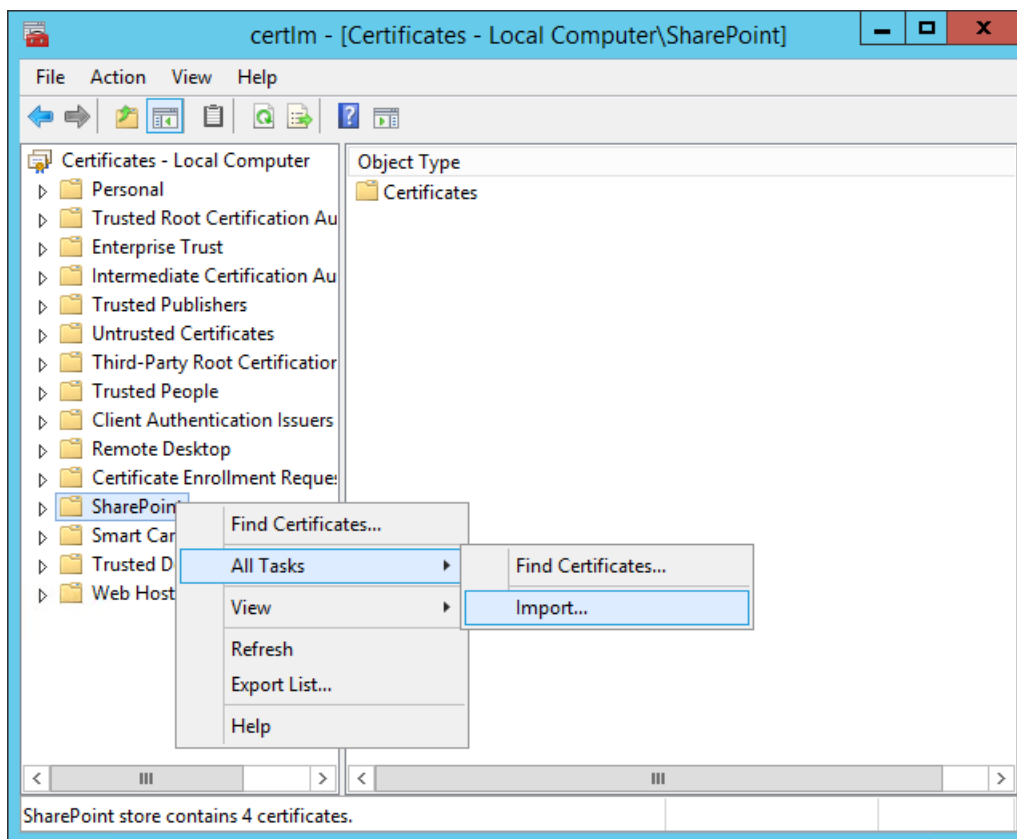 certlm - [Certificates - Local Computer\SharePoint]
File Action View Help
Certificates - Local Computer
Personal
Trusted Root Certification Au
Enterprise Trust
Intermediate Certification Au
Trusted Publishers
Untrusted Certificates
Third-Party Root Certification
Trusted People
Client Authentication Issuers
Remote Desktop
Certificate Enrollment Reque
SharePoin
Smart Car
Trusted D
Web Host
Object Type
Certificates
Find Certificates...
All Tasks
View
Refresh
Export List...
Help
Find Certificates...
Import...
SharePoint store contains 4 certificates.